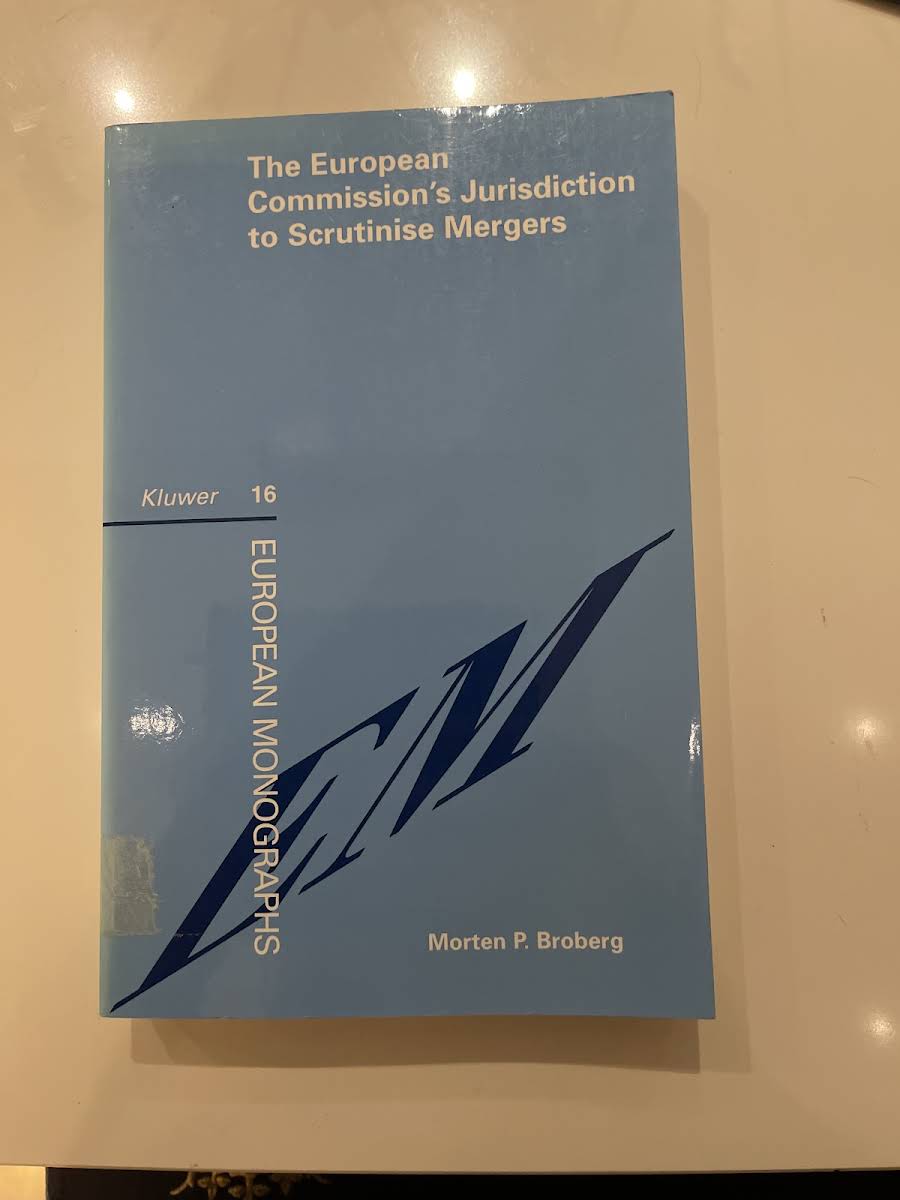 The European
Commission's Jurisdiction
to Scrutinise Mergers
Kluwer 16
EUROPEAN MONOGRAPHS
EM
Morten P. Broberg